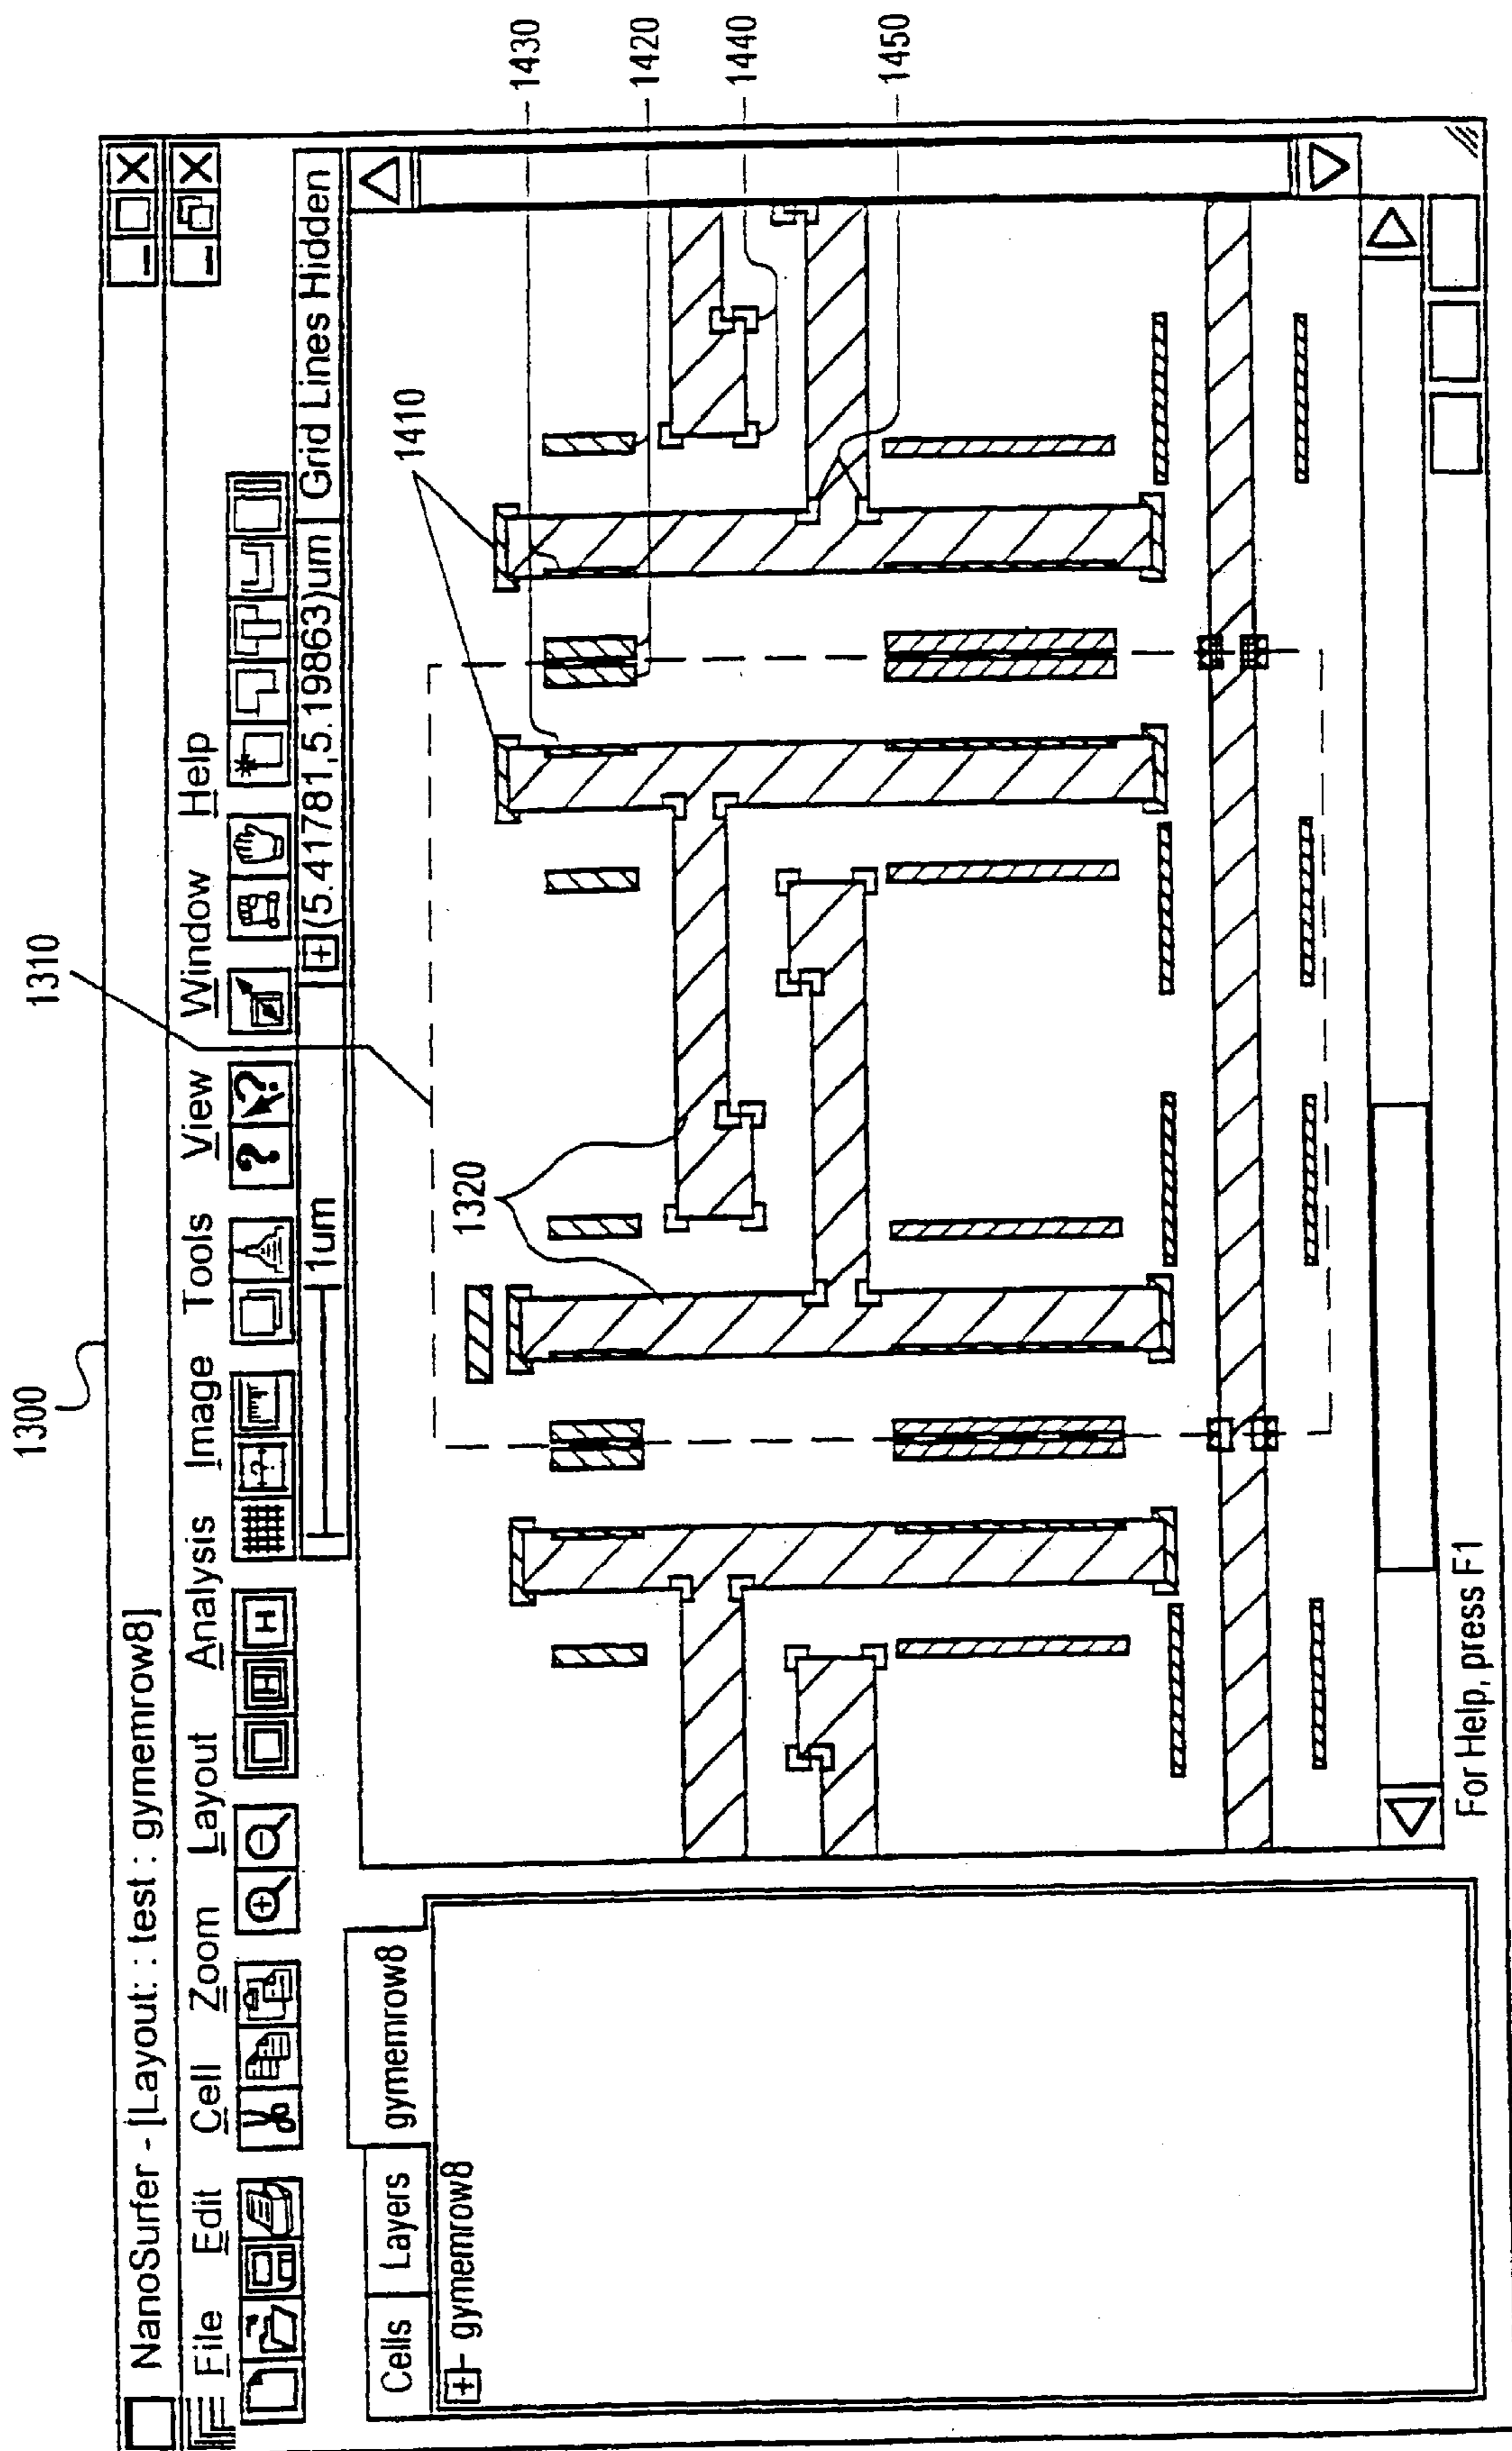 1300
1310
NanoSurfer - [Layout: : test : gymemrow8]
File Edit Cell Zoom Layout Analysis Image Tools View Window Help
1um
(5.41781,5.19863)um
Grid Lines Hidden
Cells Layers gymemrow8
gymemrow8
1320
1410
1430
1420
1440
1450
For Help, press F1